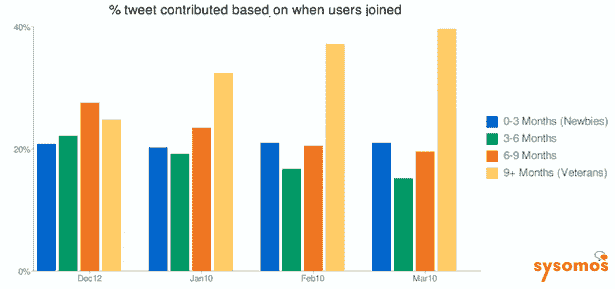 % tweet contributed based on when users joined
40%
20%
0%
Dec12
Jan10
Feb10
Mar10
0-3 Months (Newbies)
3-6 Months
6-9 Months
9+ Months (Veterans)
sysomos